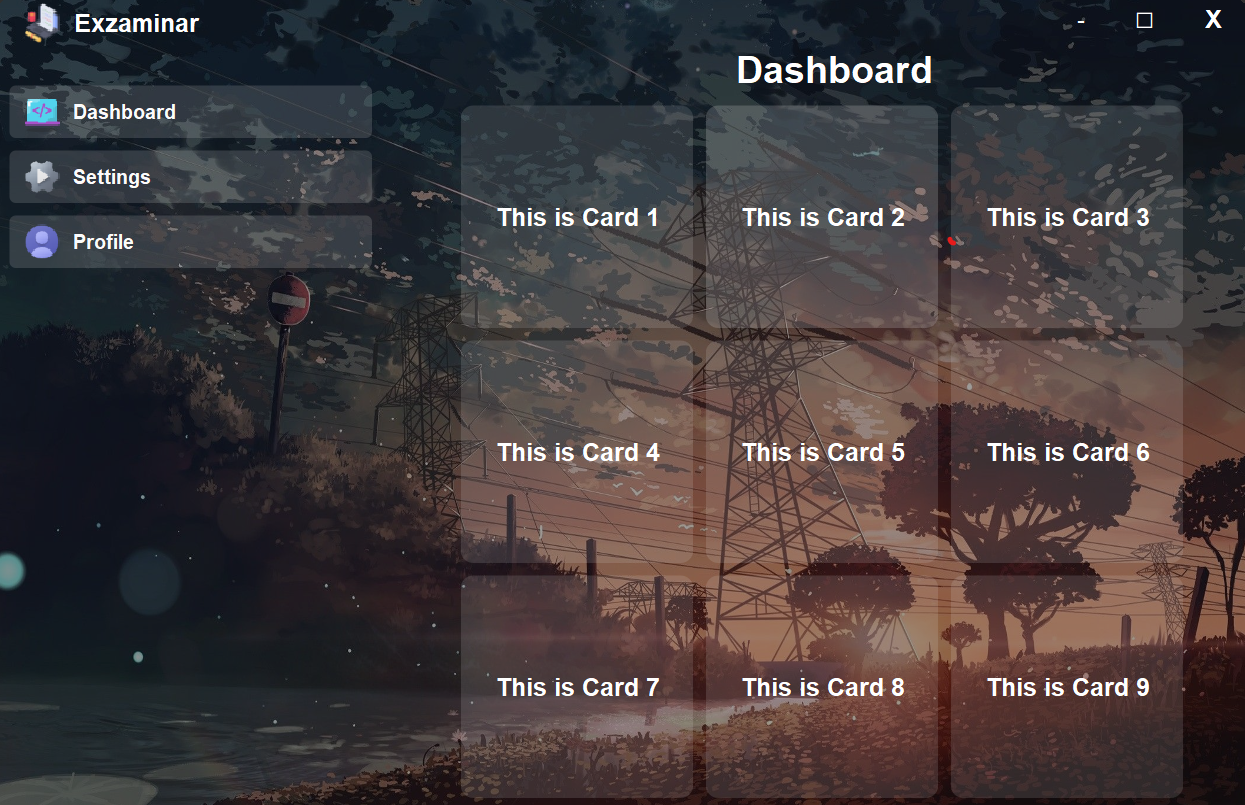 Exzaminar
- □ X
Dashboard
Dashboard
Settings
Profile
This is Card 1
This is Card 2
This is Card 3
This is Card 4
This is Card 5
This is Card 6
This is Card 7
This is Card 8
This is Card 9